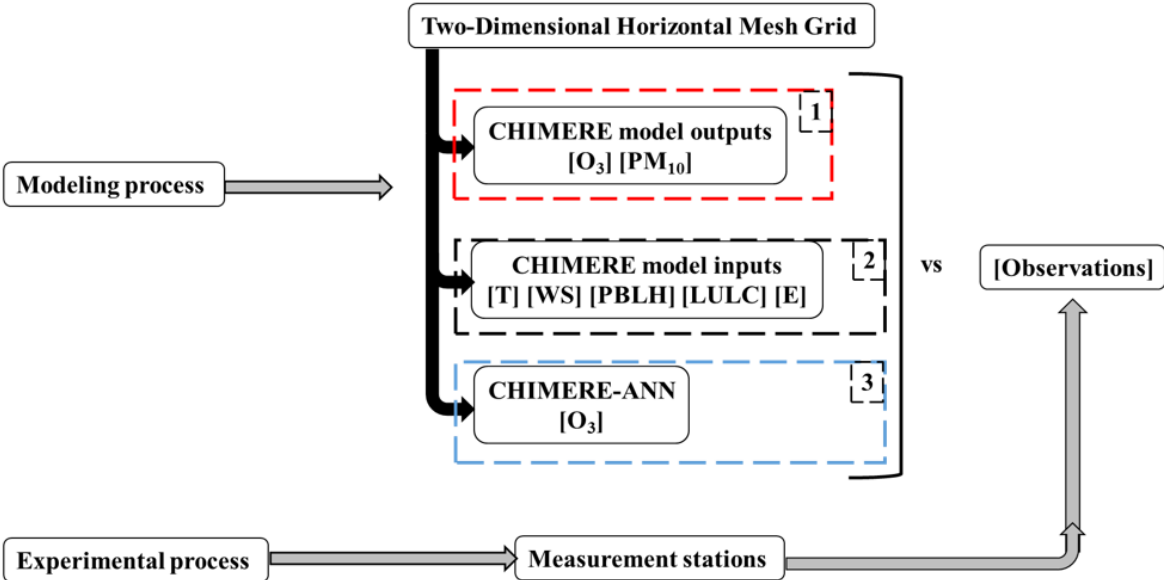 Two-Dimensional Horizontal Mesh Grid
1
CHIMERE model outputs
[O₃] [PM₁₀]
Modeling process
2
CHIMERE model inputs
[T] [WS] [PBLH] [LULC] [E]
vs
[Observations]
3
CHIMERE-ANN
[O₃]
Experimental process
Measurement stations